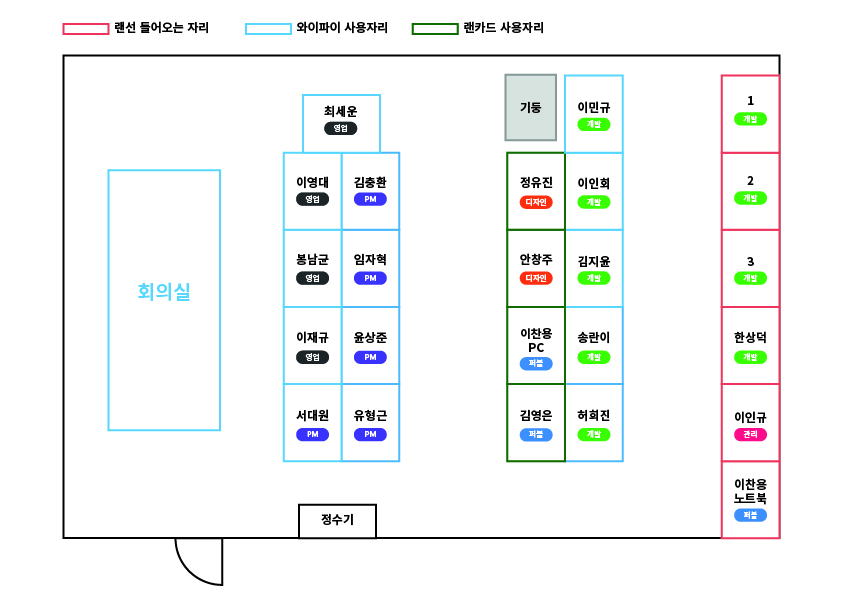 랜선 들어오는 자리
와이파이 사용자리
랜카드 사용자리
최세운
영업
이영대
영업
김충환
PM
봉남균
영업
임자혁
PM
이재규
영업
윤상준
PM
서대원
PM
유형근
PM
회의실
정수기
기둥
이민규
개발
정유진
디자인
이인회
개발
안창주
디자인
김지윤
개발
이찬용
PC
퍼블
송란이
개발
김영은
퍼블
허희진
개발
1
개발
2
개발
3
개발
한상덕
개발
이인규
관리
이찬용
노트북
퍼블